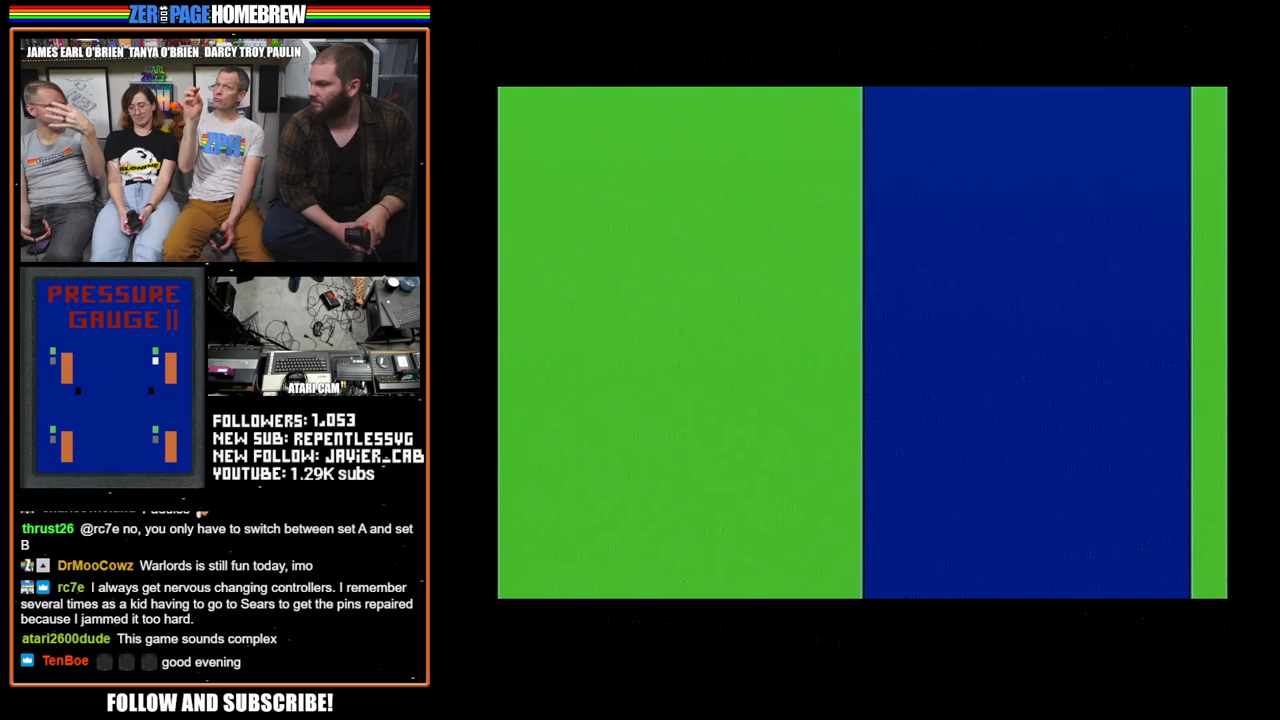 ZER PAGE HOMEBREW
JAMES EARL O'BRIEN TANYA O'BRIEN DARCY TROY PAULIN
ZPH
BLONDIE
PRESSURE
GAUGE II
ATARI CAM
FOLLOWERS: 1,053
NEW SUB: REPENTLESSVG
NEW FOLLOW: JAVIER_CAB
YOUTUBE: 1.29K subs
thrust26 @rc7e no, you only have to switch between set A and set
B
DrMooCowz Warlords is still fun today, imo
rc7e I always get nervous changing controllers. I remember
several times as a kid having to go to Sears to get the pins repaired
because I jammed it too hard.
atari2600dude This game sounds complex
TenBoe good evening
FOLLOW AND SUBSCRIBE!